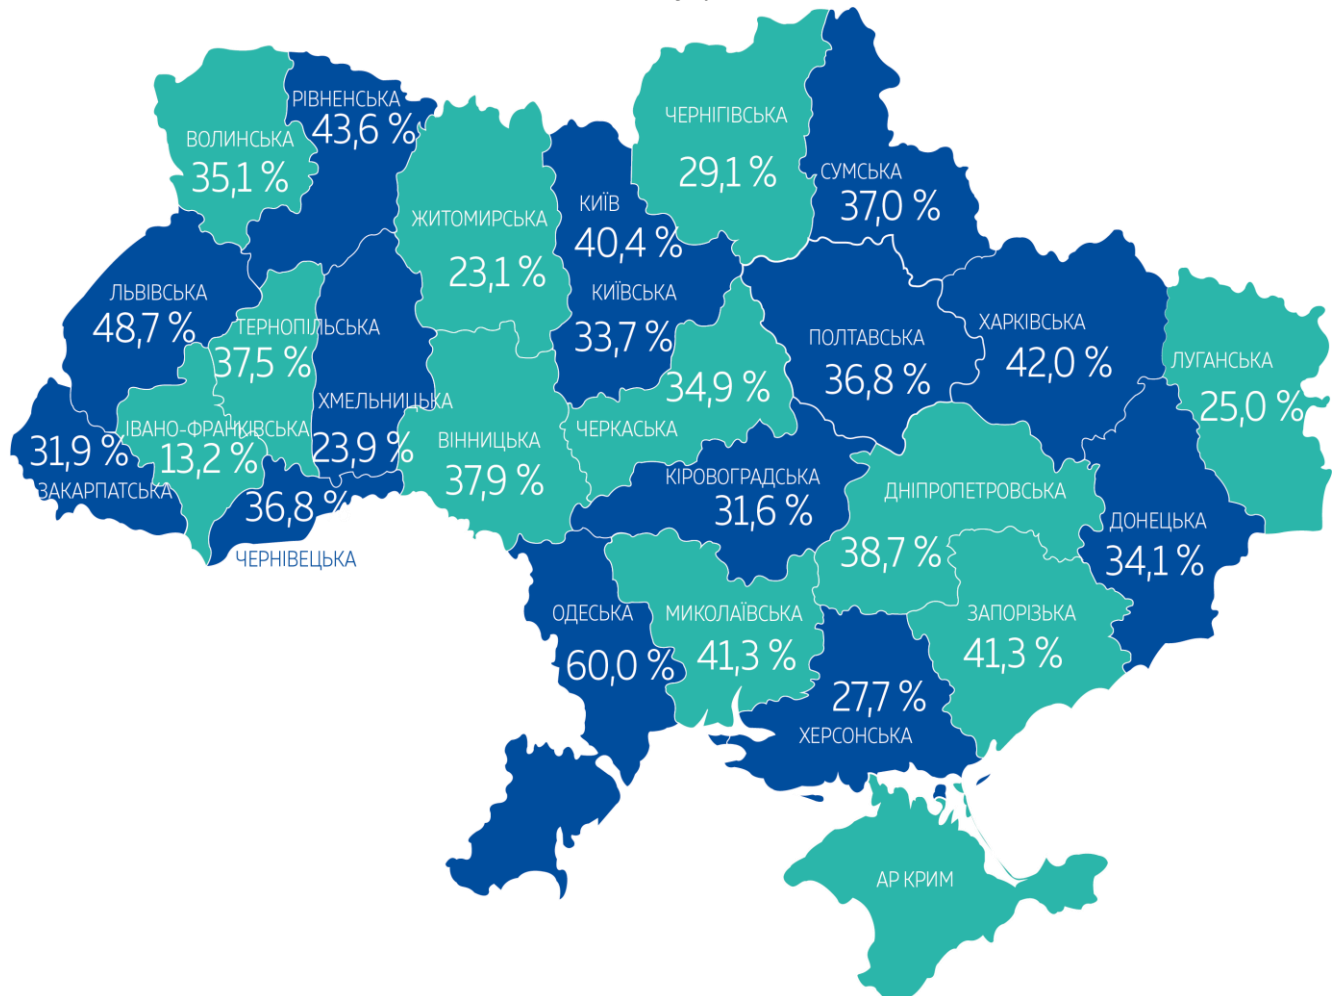 РІВНЕНСЬКА
43,6 %
ВОЛИНСЬКА
35,1 %
ЧЕРНІГІВСЬКА
29,1 %
СУМСЬКА
37,0 %
ЖИТОМИРСЬКА
23,1 %
КИЇВ
40,4 %
КИЇВСЬКА
33,7 %
ЛЬВІВСЬКА
48,7 %
ТЕРНОПІЛЬСЬКА
37,5 %
ПОЛТАВСЬКА
36,8 %
ХАРКІВСЬКА
42,0 %
ЛУГАНСЬКА
25,0 %
ХМЕЛЬНИЦЬКА
23,9 %
34,9 %
ЧЕРКАСЬКА
ІВАНО-ФРАНКІВСЬКА
13,2 %
31,9 %
ЗАКАРПАТСЬКА
ВІННИЦЬКА
37,9 %
36,8 %
ЧЕРНІВЕЦЬКА
КІРОВОГРАДСЬКА
31,6 %
ДНІПРОПЕТРОВСЬКА
38,7 %
ДОНЕЦЬКА
34,1 %
ОДЕСЬКА
60,0 %
МИКОЛАЇВСЬКА
41,3 %
ЗАПОРІЗЬКА
41,3 %
27,7 %
ХЕРСОНСЬКА
АР КРИМ